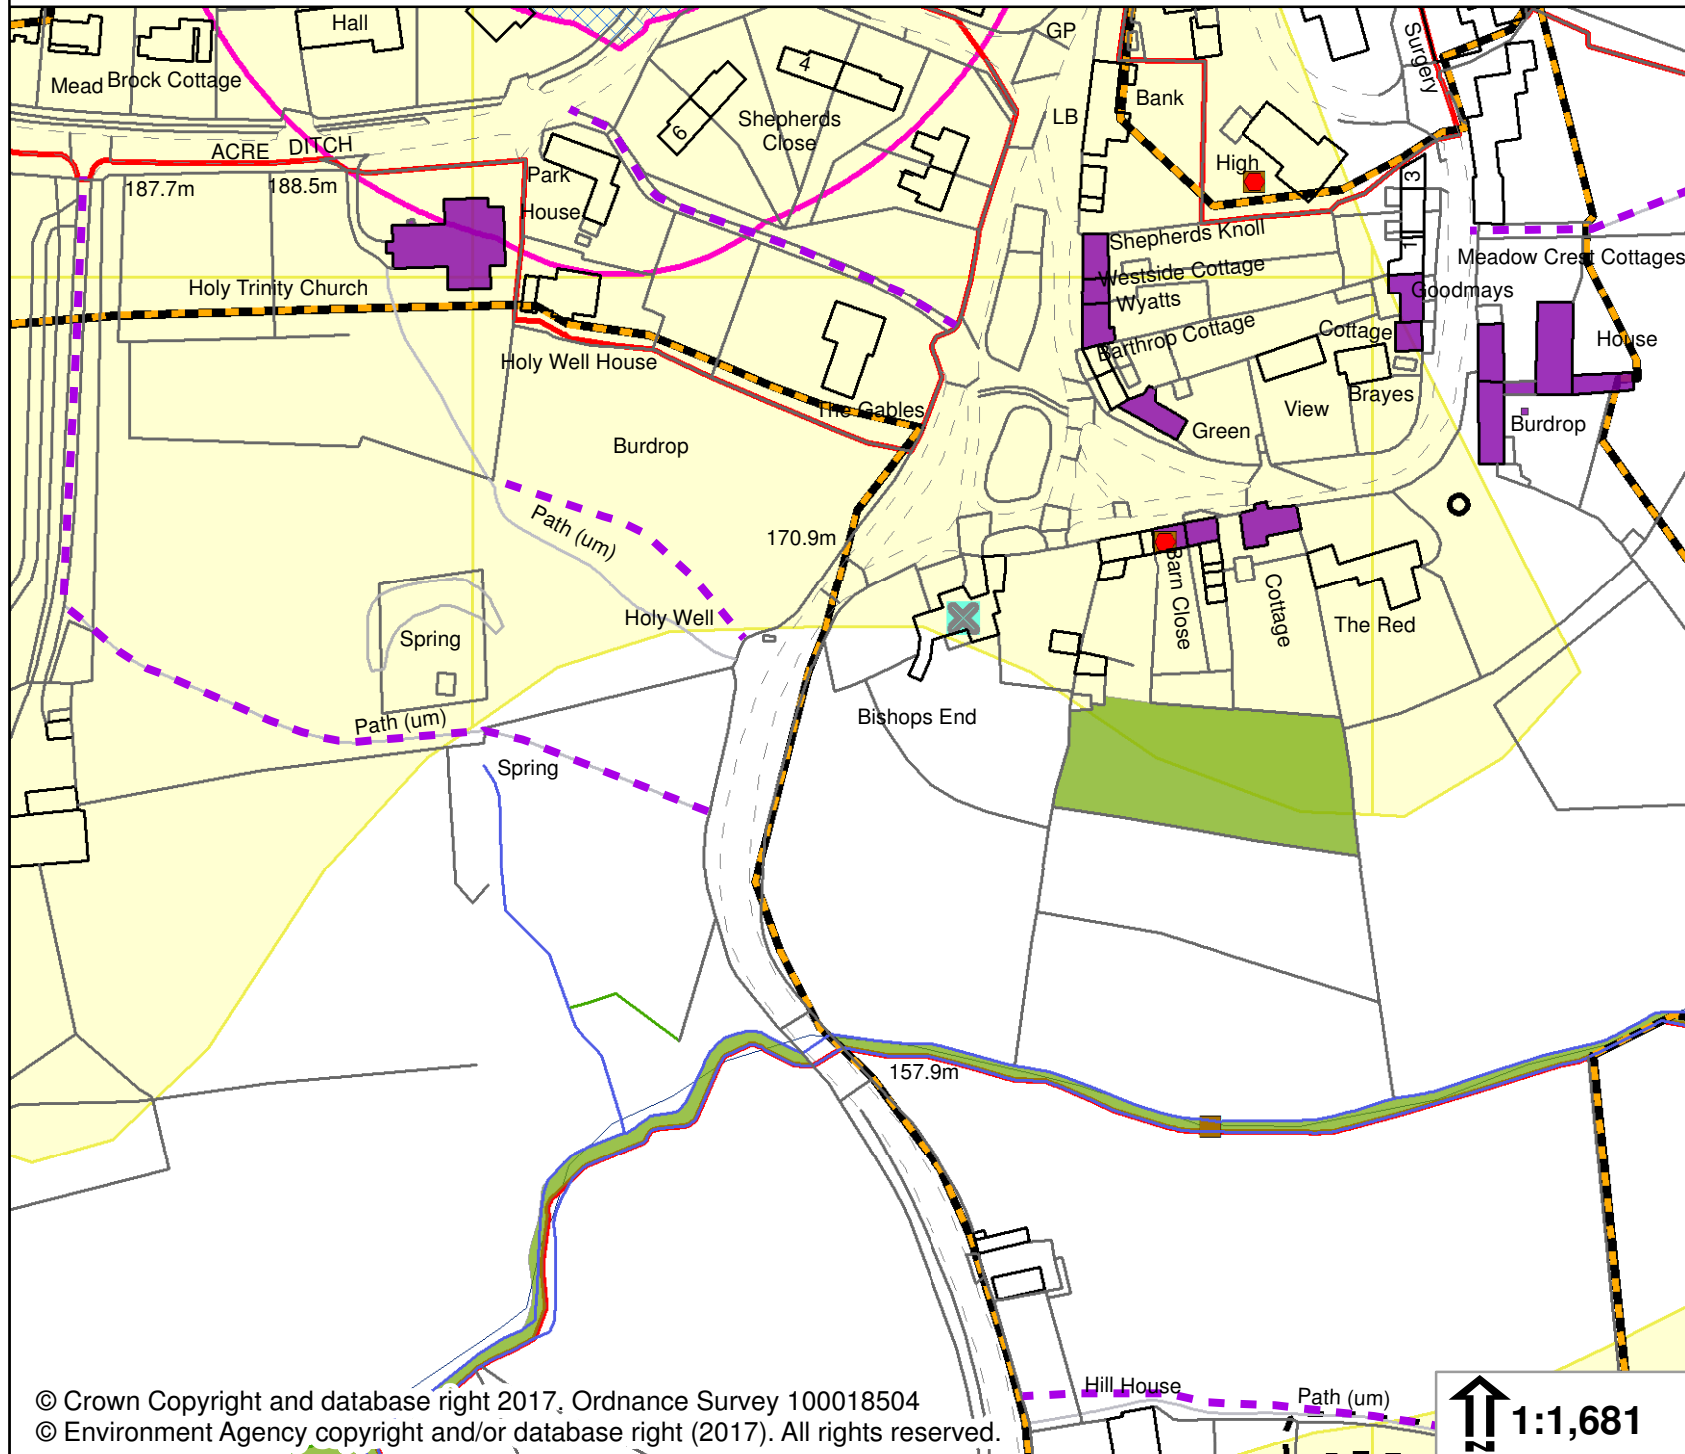 Hall
GP
Surgery
Mead
Brock Cottage
4
6
Shepherds
Close
LB
Bank
ACRE DITCH
187.7m
188.5m
Park
House
High
3
1
Shepherds Knoll
Westside Cottage
Wyatts
Barthrop Cottage
Meadow Crest Cottages
Goodmays
Cottage
House
Holy Trinity Church
Holy Well House
The Gables
Brayes
View
Green
Burdrop
Burdrop
Path (um)
170.9m
Barn Close
Cottage
The Red
Holy Well
Spring
Path (um)
Bishops End
Spring
157.9m
Hill House
Path (um)
© Crown Copyright and database right 2017. Ordnance Survey 100018504
© Environment Agency copyright and/or database right (2017). All rights reserved.
N
1:1,681